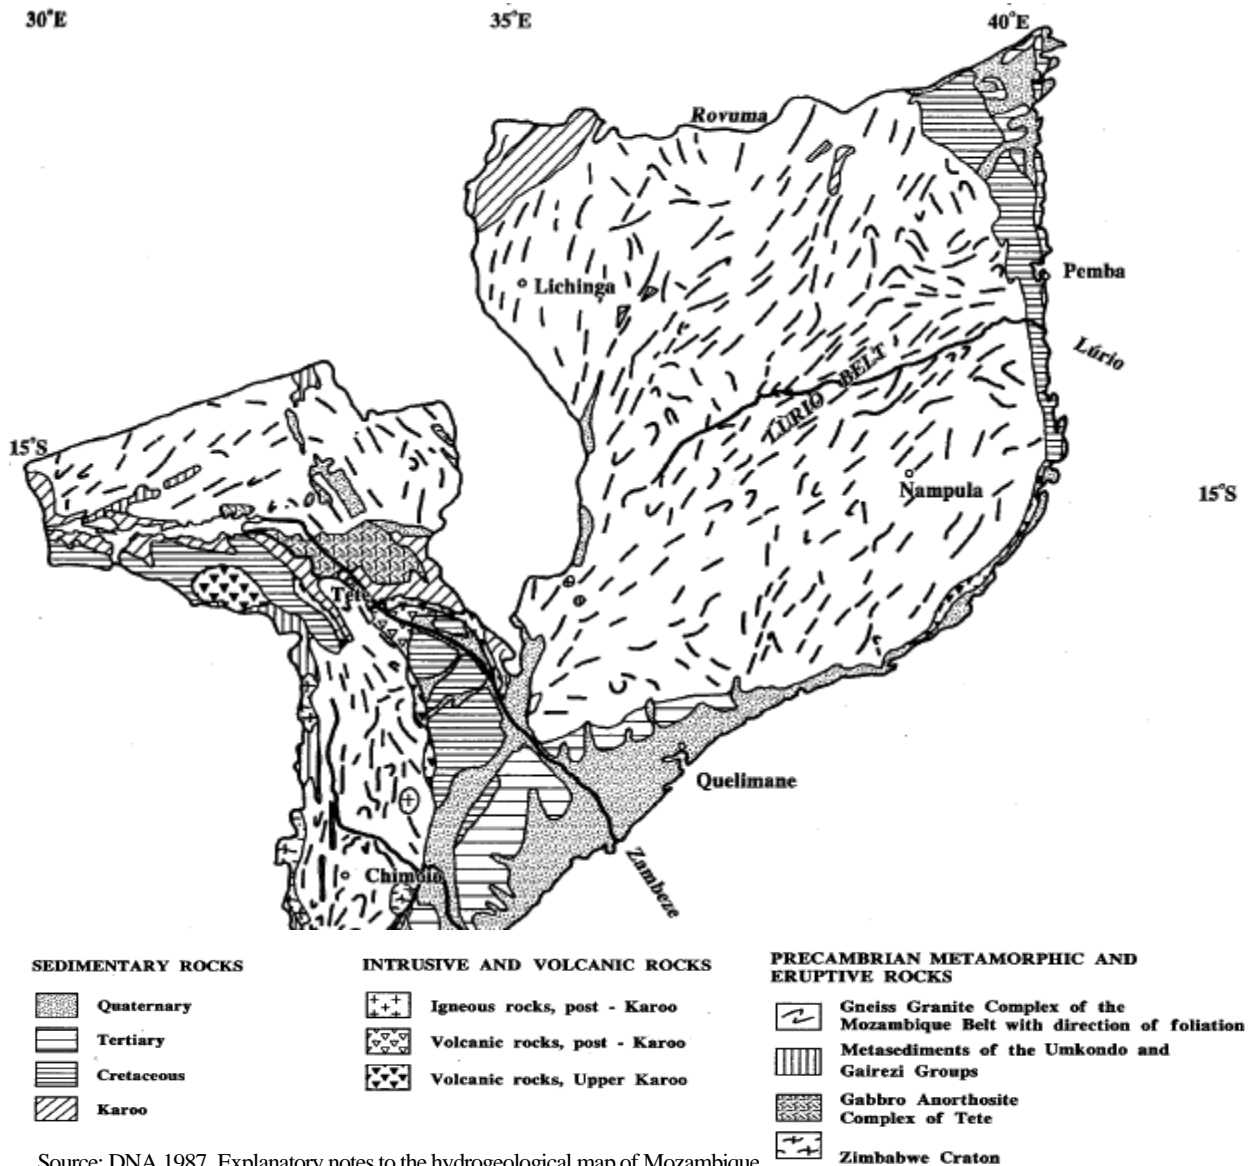 30°E
35°E
40°E
Rovuma
Pemba
Lichinga
Lúrio
LURIO BELT
15°S
Nampula
15°S
Tete
Quelimane
Chimoio
Zambeze
SEDIMENTARY ROCKS
Quaternary
Tertiary
Cretaceous
Karoo
INTRUSIVE AND VOLCANIC ROCKS
Igneous rocks, post - Karoo
Volcanic rocks, post - Karoo
Volcanic rocks, Upper Karoo
PRECAMBRIAN METAMORPHIC AND
ERUPTIVE ROCKS
Gneiss Granite Complex of the
Mozambique Belt with direction of foliation
Metasediments of the Umkondo and
Gairezi Groups
Gabbro Anorthosite
Complex of Tete
Zimbabwe Craton
Source: DNA 1987. Explanatory notes to the hydrogeological map of Mozambique